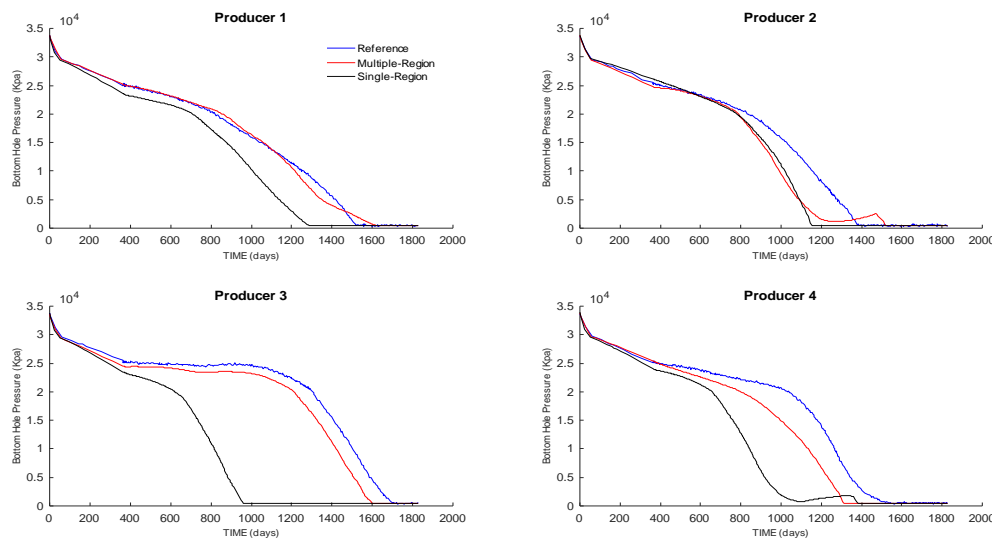 Producer 1
10^4
3.5
3
2.5
2
1.5
1
0.5
0
Bottom Hole Pressure (Kpa)
0 200 400 600 800 1000 1200 1400 1600 1800 2000
TIME (days)
Reference
Multiple-Region
Single-Region
Producer 2
10^4
3.5
3
2.5
2
1.5
1
0.5
0
Bottom Hole Pressure (Kpa)
0 200 400 600 800 1000 1200 1400 1600 1800 2000
TIME (days)
Producer 3
10^4
3.5
3
2.5
2
1.5
1
0.5
0
Bottom Hole Pressure (Kpa)
0 200 400 600 800 1000 1200 1400 1600 1800 2000
TIME (days)
Producer 4
10^4
3.5
3
2.5
2
1.5
1
0.5
0
Bottom Hole Pressure (Kpa)
0 200 400 600 800 1000 1200 1400 1600 1800 2000
TIME (days)